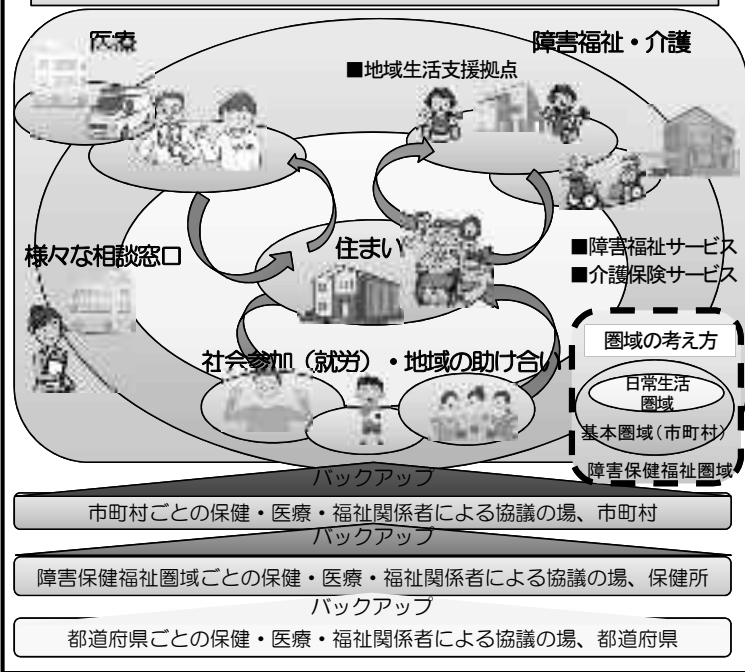 医療
障害福祉・介護
■地域生活支援拠点
様々な相談窓口
住まい
■障害福祉サービス
■介護保険サービス
社会参加(就労)・地域の助け合い
圏域の考え方
日常生活
圏域
基本圏域(市町村)
障害保健福祉圏域
バックアップ
市町村ごとの保健・医療・福祉関係者による協議の場、市町村
バックアップ
障害保健福祉圏域ごとの保健・医療・福祉関係者による協議の場、保健所
バックアップ
都道府県ごとの保健・医療・福祉関係者による協議の場、都道府県